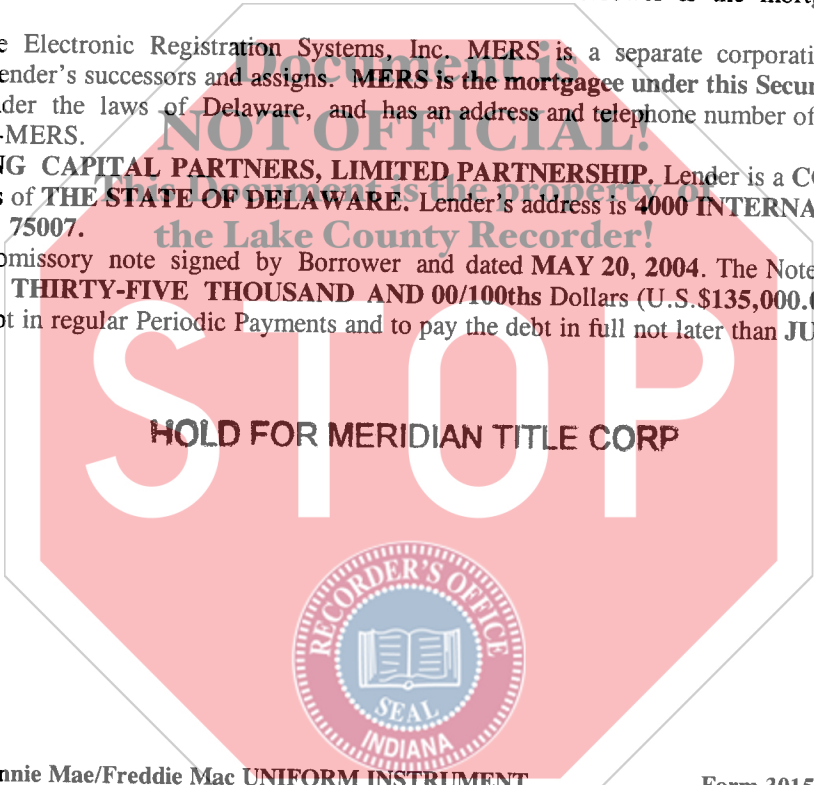 e Electronic Registration Systems, Inc. MERS is a separate corporati
ender's successors and assigns. MERS is the mortgagee under this Secur
der the laws of Delaware, and has an address and telephone number of
-MERS.
NG CAPITAL PARTNERS, LIMITED PARTNERSHIP. Lender is a CO
s of THE STATE OF DELAWARE. Lender's address is 4000 INTERNA
75007.
omissory note signed by Borrower and dated MAY 20, 2004. The Note
THIRTY-FIVE THOUSAND AND 00/100ths Dollars (U.S.$135,000.0
ot in regular Periodic Payments and to pay the debt in full not later than JU
Document is
NOT OFFICIAL!
This Document is the property of
the Lake County Recorder!
STOP
HOLD FOR MERIDIAN TITLE CORP
RECORDER'S OFFICE
SEAL
INDIANA
nnie Mae/Freddie Mac UNIFORM INSTRUMENT
Form 3015